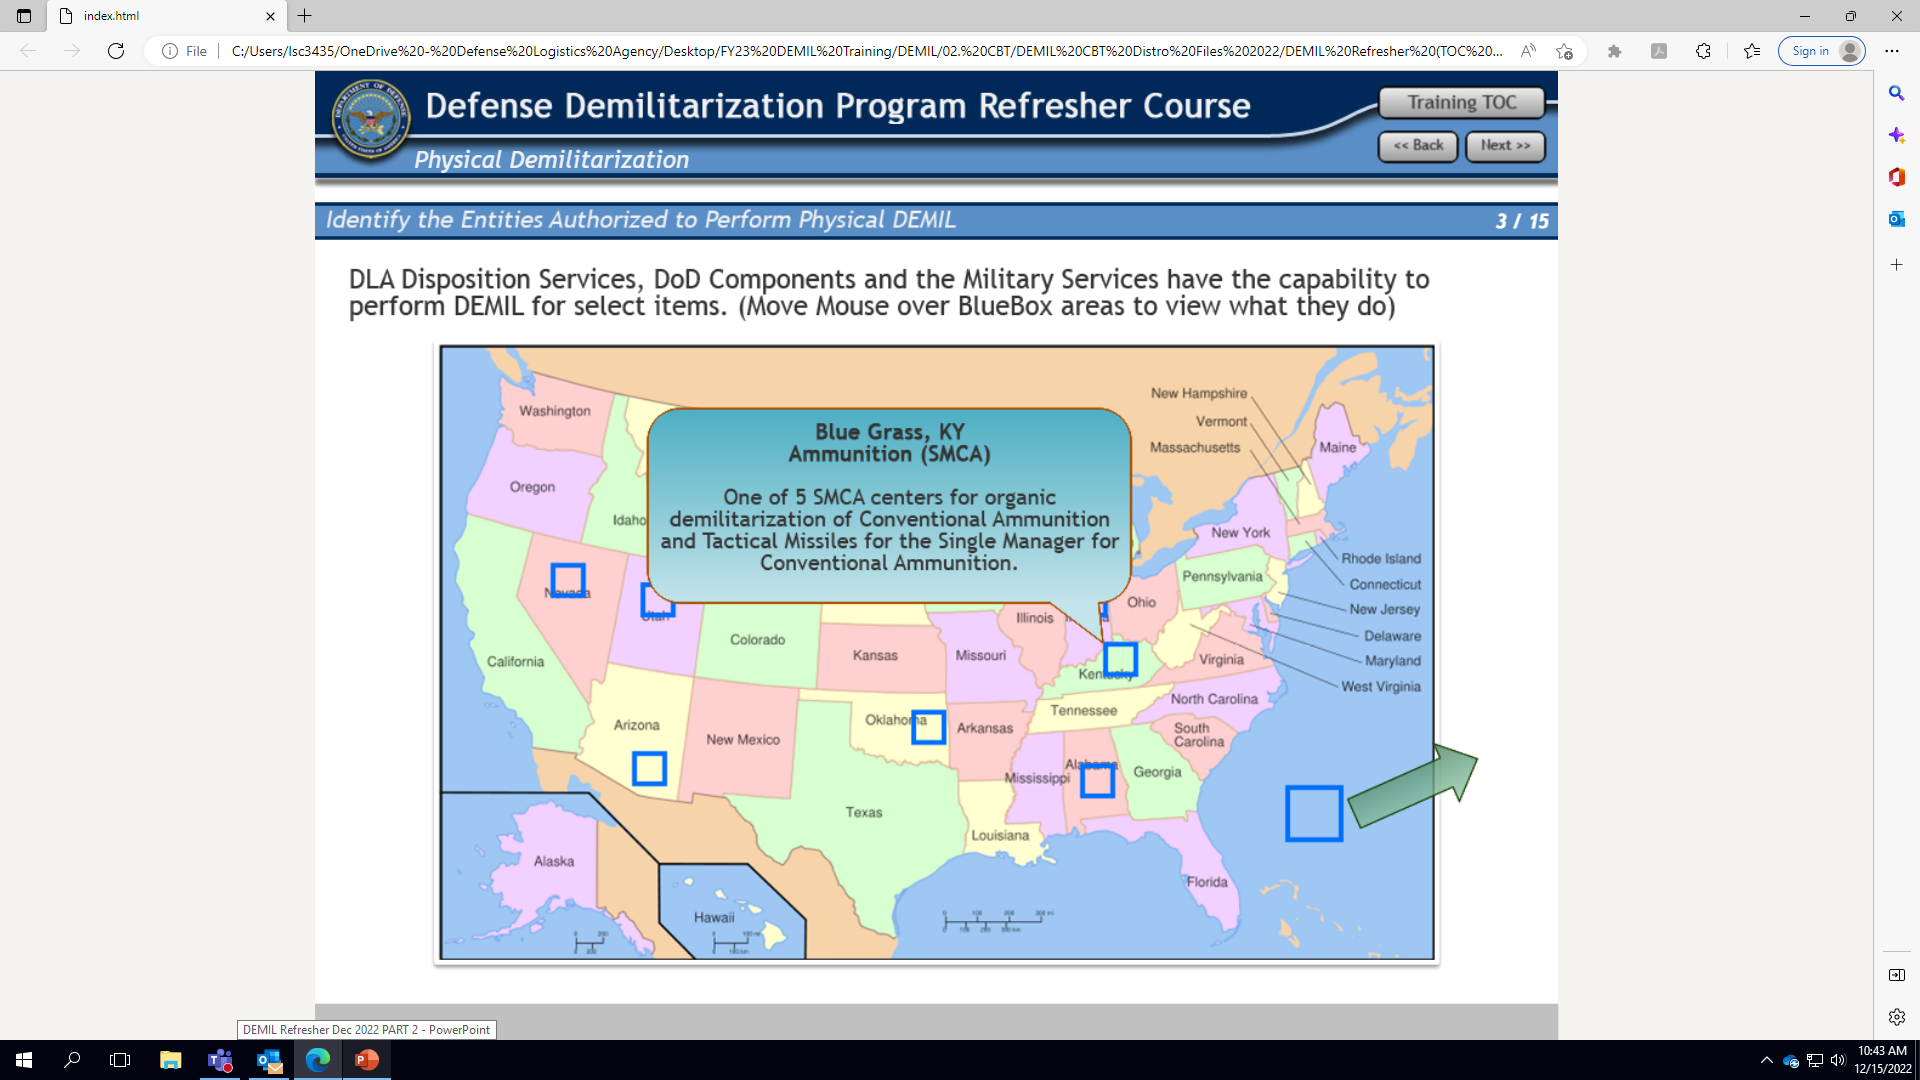 index.html
File
C:/Users/lsc3435/OneDrive%20-%20Defense%20Logistics%20Agency/Desktop/FY23%20DEMIL%20Training/DEMIL/02.%20CBT/DEMIL%20CBT%20Distro%20Files%202022/DEMIL%20Refresher%20(TOC%20...
Sign in
Defense Demilitarization Program Refresher Course
Training TOC
<< Back
Next >>
Physical Demilitarization
Identify the Entities Authorized to Perform Physical DEMIL
3 / 15
DLA Disposition Services, DoD Components and the Military Services have the capability to
perform DEMIL for select items. (Move Mouse over BlueBox areas to view what they do)
Blue Grass, KY
Ammunition (SMCA)
One of 5 SMCA centers for organic
demilitarization of Conventional Ammunition
and Tactical Missiles for the Single Manager for
Conventional Ammunition.
Washington
Oregon
Idaho
Nevada
Utah
California
Colorado
Kansas
Missouri
Illinois
Ohio
Kentucky
Arizona
New Mexico
Oklahoma
Arkansas
Tennessee
Texas
Louisiana
Mississippi
Alabama
Georgia
Florida
South
Carolina
North Carolina
Virginia
Pennsylvania
New York
Maine
New Hampshire
Vermont
Massachusetts
Rhode Island
Connecticut
New Jersey
Delaware
Maryland
West Virginia
Alaska
Hawaii
DEMIL Refresher Dec 2022 PART 2 - PowerPoint
10:43 AM
12/15/2022